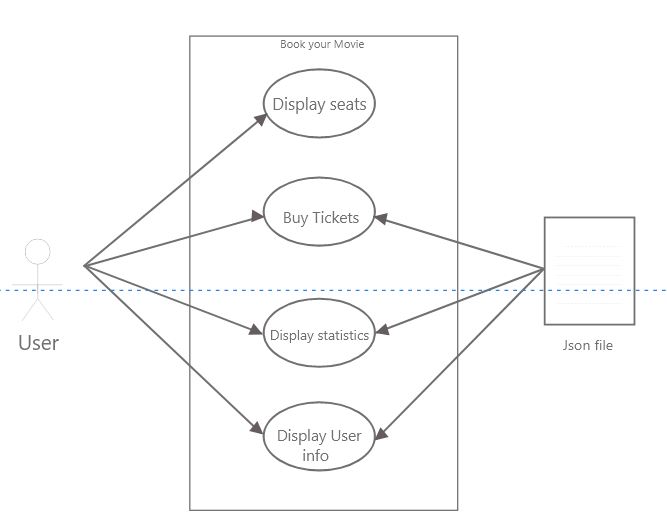 Book your Movie
Display seats
Buy Tickets
Display statistics
Display User
info
User
Json file